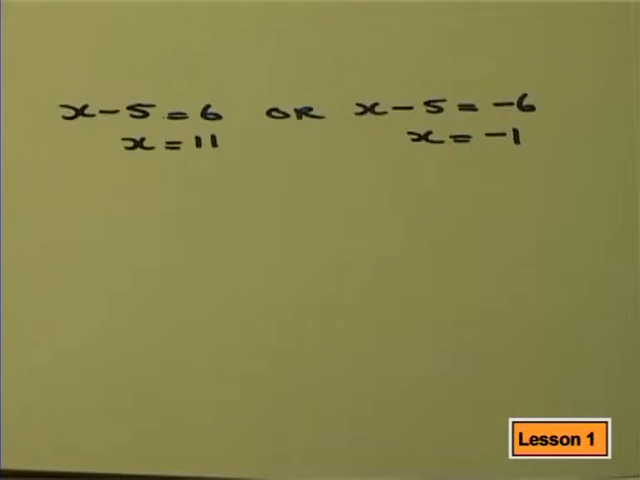 x - 5 = 6 OR x - 5 = -6
x = 11 x = -1
Lesson 1